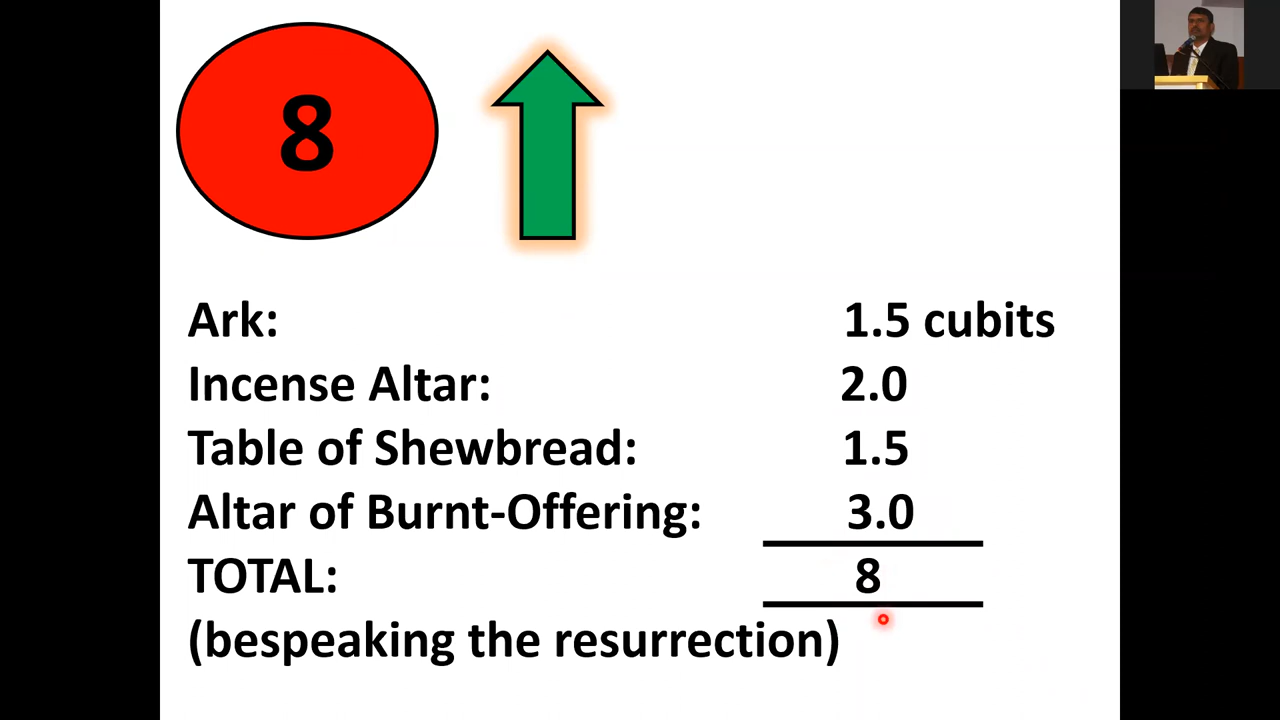 8
Ark: 1.5 cubits
Incense Altar: 2.0
Table of Shewbread: 1.5
Altar of Burnt-Offering: 3.0
TOTAL: 8
(bespeaking the resurrection)